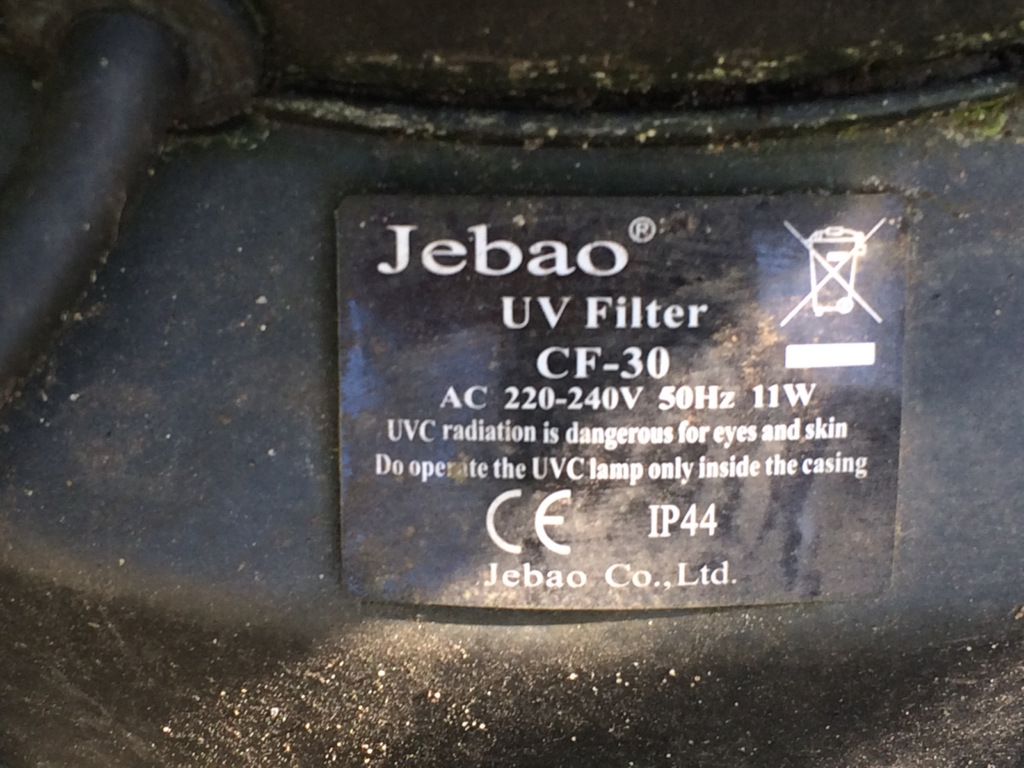 Jebao®
UV Filter
CF-30
AC 220-240V 50Hz 11W
UVC radiation is dangerous for eyes and skin
Do operate the UVC lamp only inside the casing
CE IP44
Jebao Co., Ltd.